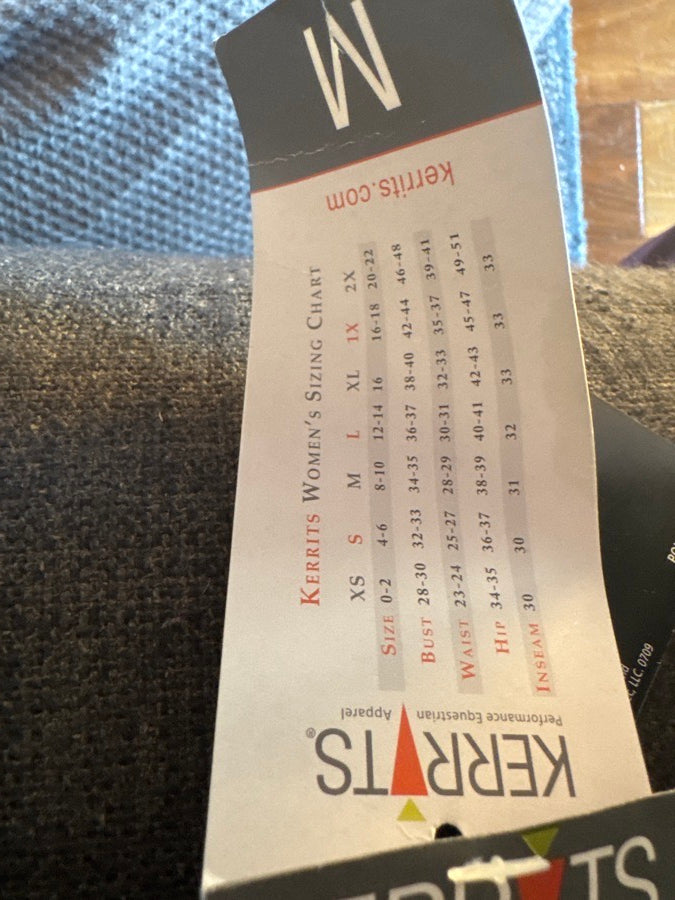 M
kerrits.com
KERRITS WOMEN'S SIZING CHART
XS S M L XL 1X 2X
SIZE 0-2 4-6 8-10 12-14 16 16-18 20-22
BUST 28-30 32-33 34-35 36-37 38-40 42-44 46-48
WAIST 23-24 25-27 28-29 30-31 32-33 35-37 39-41
HIP 34-35 36-37 38-39 40-41 42-43 45-47 49-51
INSEAM 30 30 31 32 33 33 33
KERRITS®
Performance Equestrian Apparel
LLC. 0709